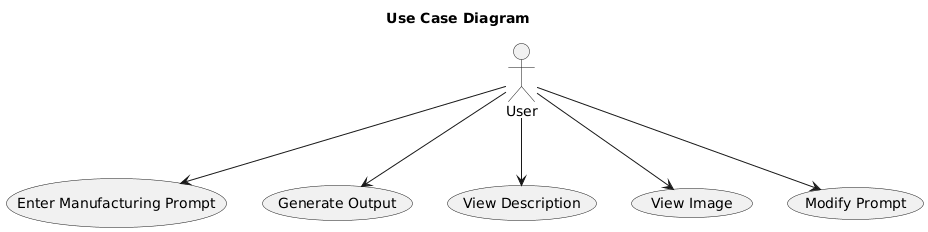 Use Case Diagram
User
Enter Manufacturing Prompt
Generate Output
View Description
View Image
Modify Prompt